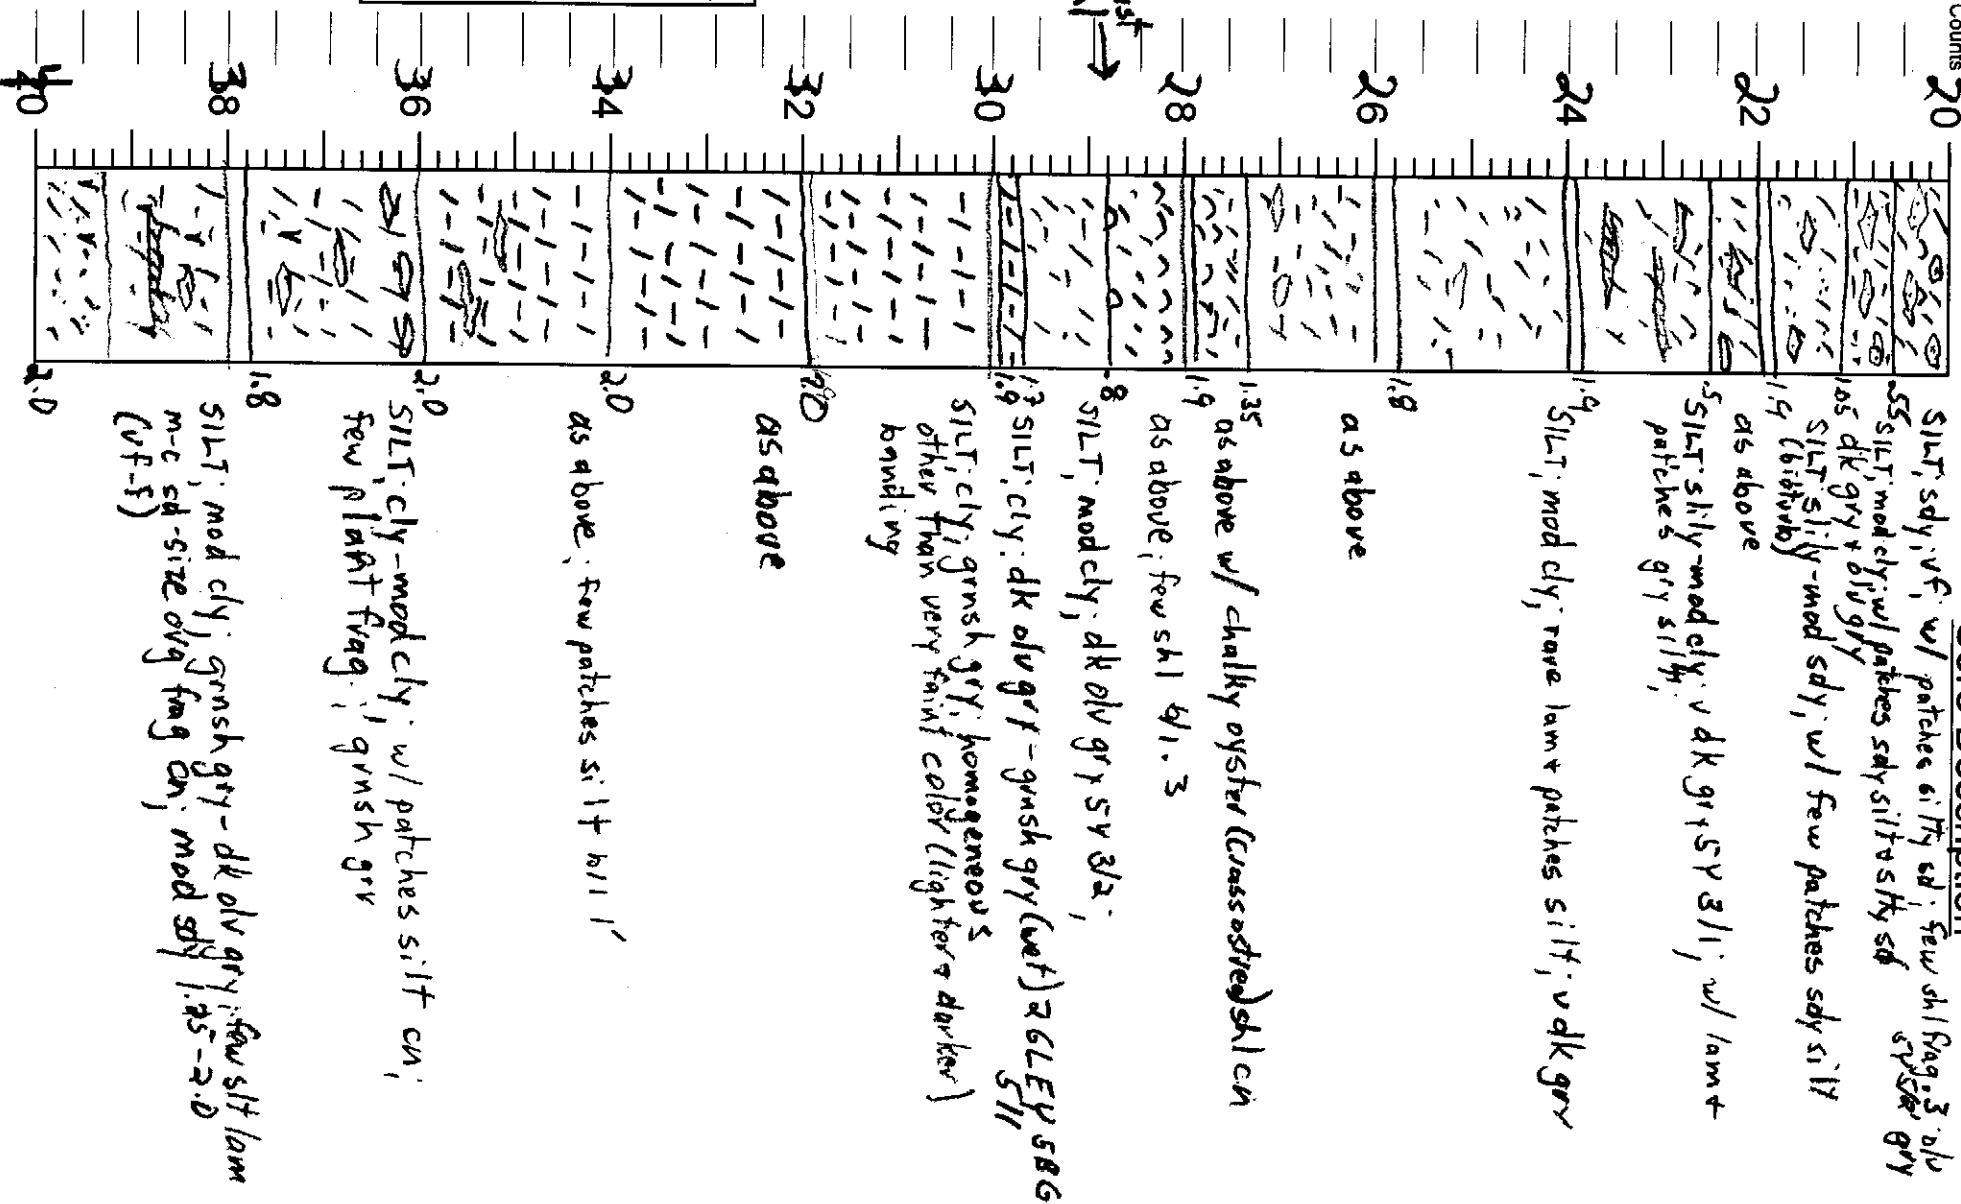 Counts
20
22
24
26
28
30
32
34
36
38
40
SILT, sdy, vf, w/ patches silty sd, few shl frag. .3 olv
gry
.55 SILT, mod cly, w/ patches sdy silt + slty sd
1.05 dk gry + olv gry
SILT slily-mod sdy, w/ few patches sdy silt
1.9 (bioturb)
as above
.5 SILT slily-mod cly, v dk gry 5Y 3/1, w/ lam +
patches gry silt,
1.9 SILT, mod cly, rare lam + patches silt, v dk gry
1.8
as above
1.35
as above w/ chalky oyster (Crassostrea) shl cn
1.9
as above, few shl w/1.3
.8
SILT, mod cly, dk olv gry 5Y 3/2,
1.7 SILT, cly, dk olv gry - grnsh gry (wet) 2 GLEY 5BG
5/1
1.9
SILT, cly, grnsh gry, homogeneous
other than very faint color (lighter + darker)
banding
as above
2.0
as above, few patches silt w/1 1'
2.0
SILT, cly-mod cly, w/ patches silt cn,
few plant frag, grnsh gry
1.8
SILT, mod cly, grnsh gry - dk olv gry, few slt lam
m-c sd-size org frag cn, mod sdy 1.25-2.0
(vf-f)
2.0